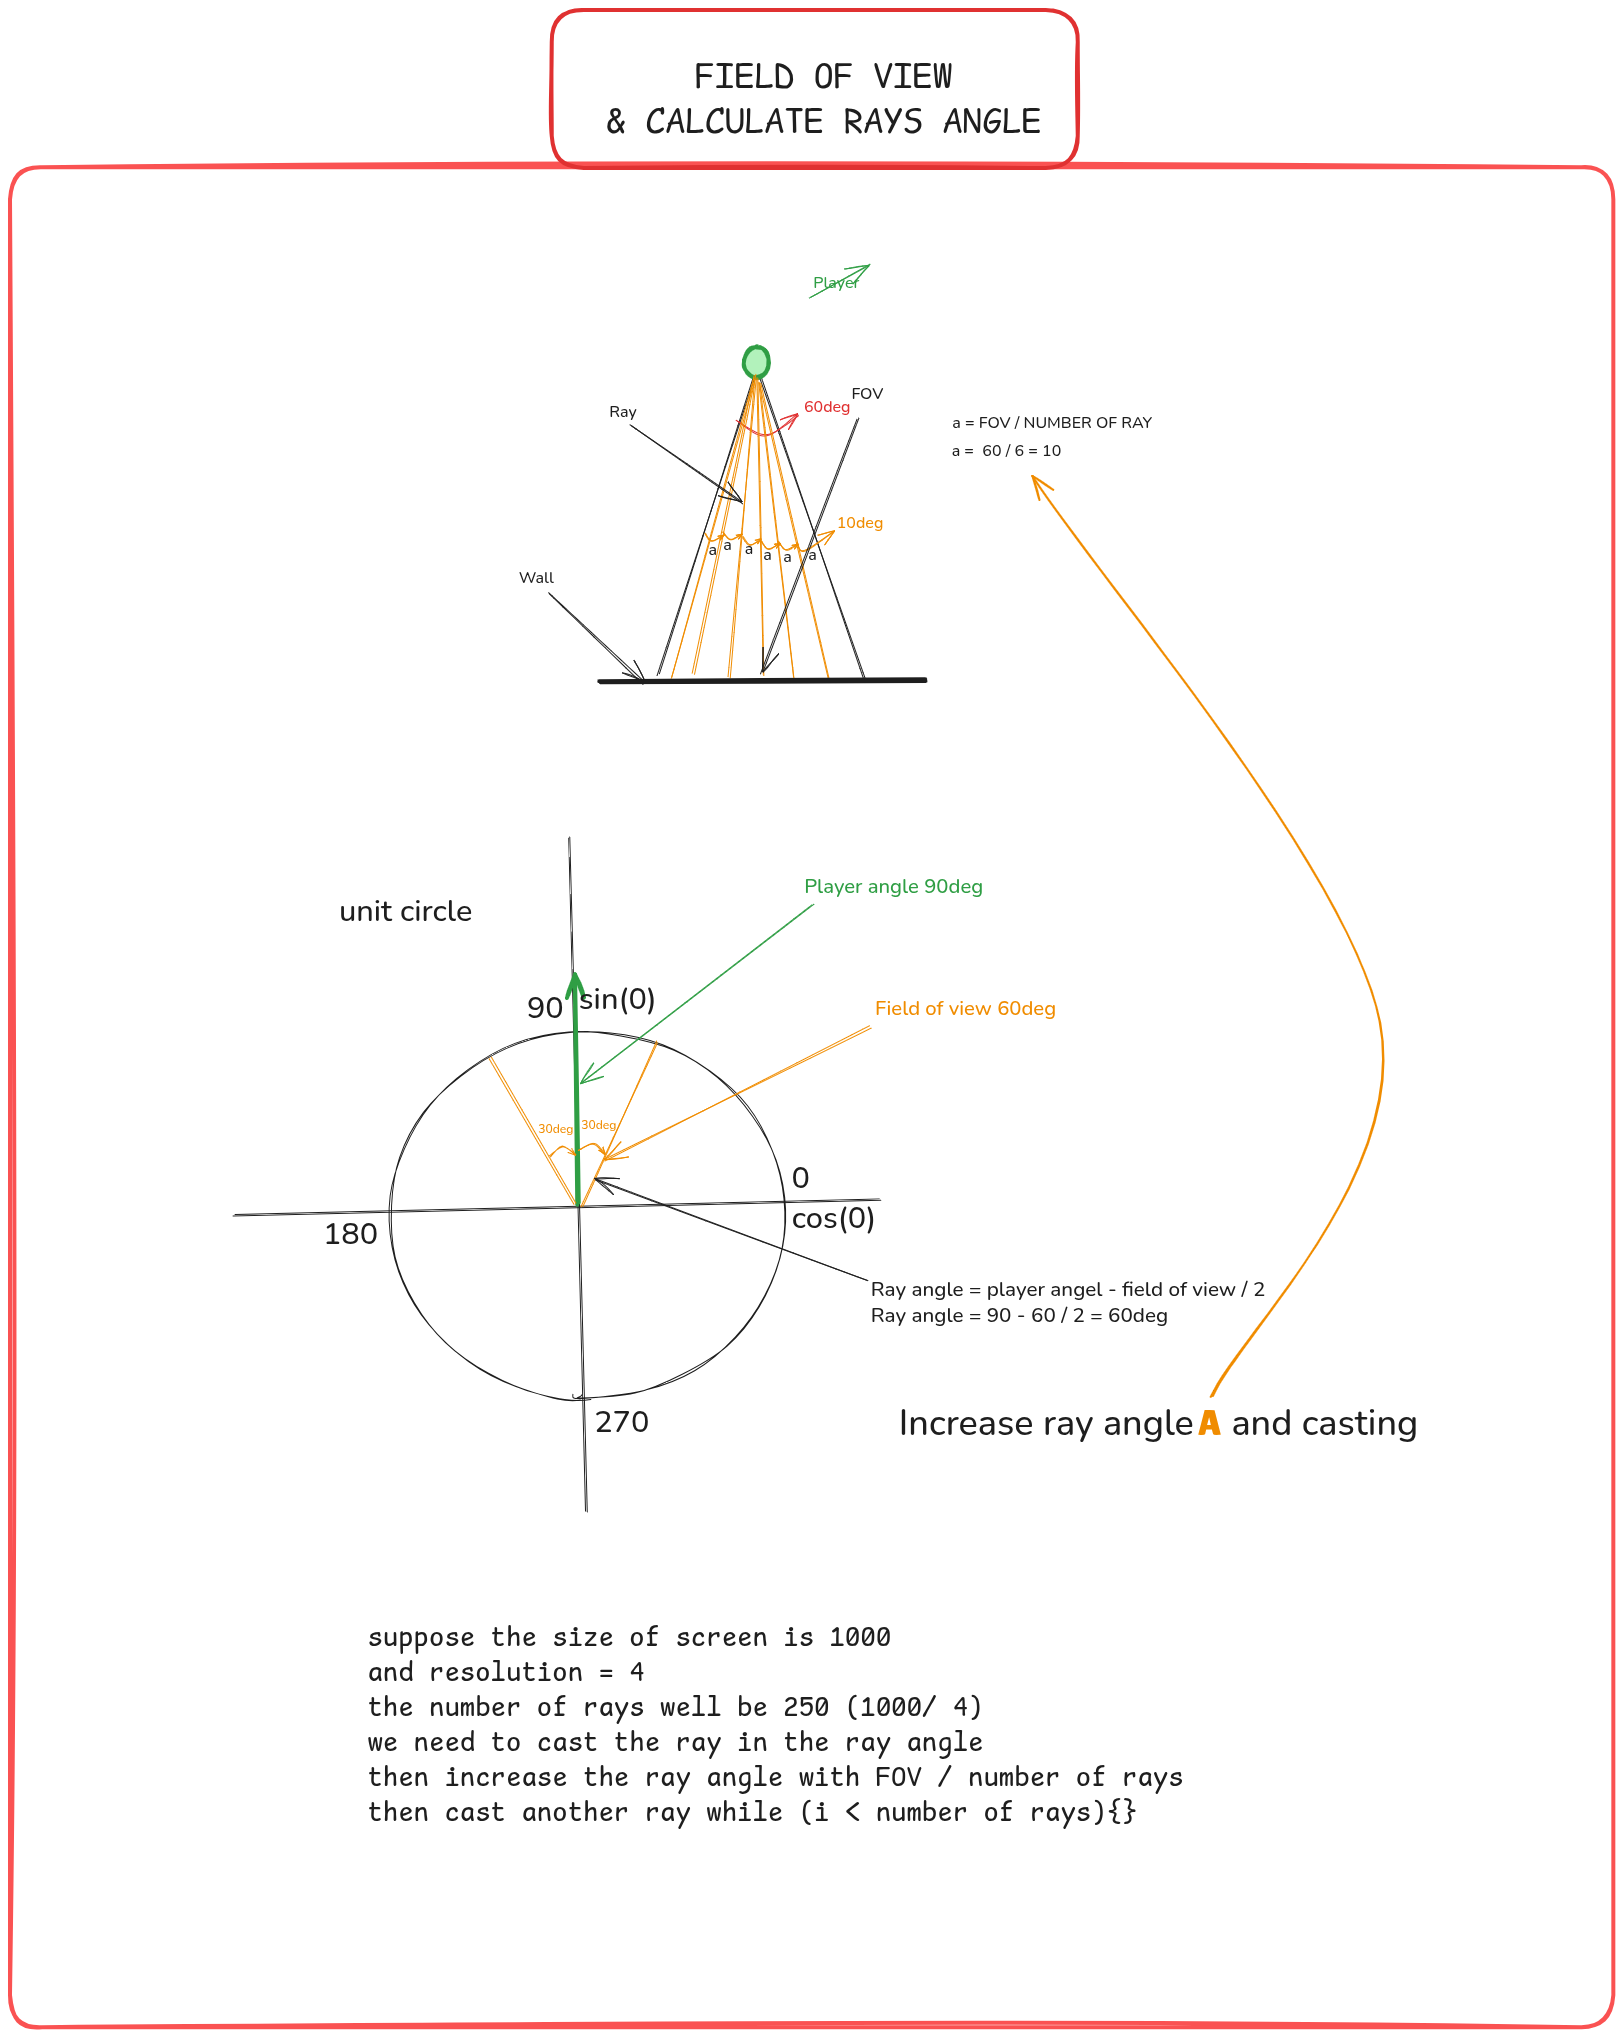 FIELD OF VIEW
& CALCULATE RAYS ANGLE
Player
FOV
60deg
Ray
a = FOV / NUMBER OF RAY
a = 60 / 6 = 10
10deg
a
a
a
a
a
a
Wall
Player angle 90deg
unit circle
sin(0)
90
Field of view 60deg
30deg
30deg
0
cos(0)
180
Ray angle = player angel - field of view / 2
Ray angle = 90 - 60 / 2 = 60deg
270
Increase ray angle A and casting
suppose the size of screen is 1000
and resolution = 4
the number of rays well be 250 (1000/ 4)
we need to cast the ray in the ray angle
then increase the ray angle with FOV / number of rays
then cast another ray while (i < number of rays){}